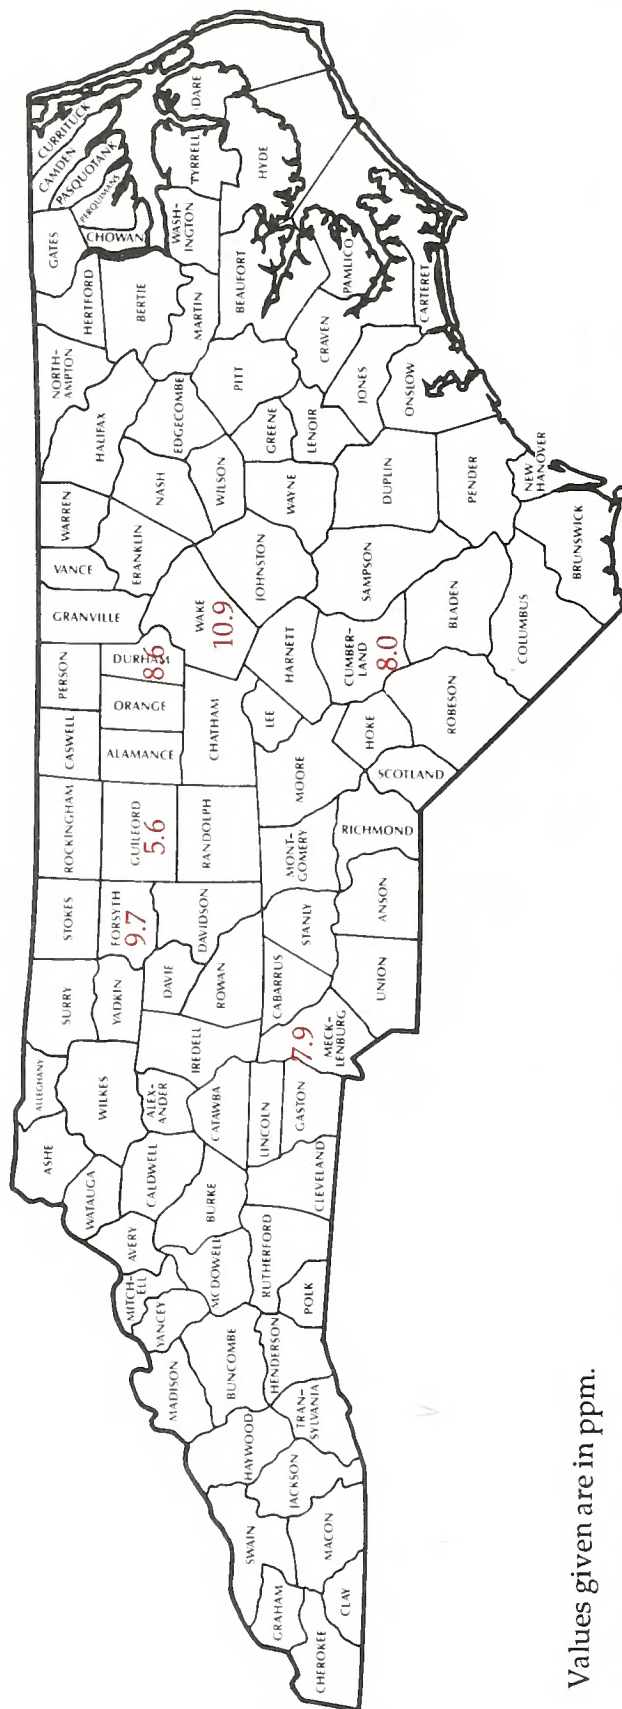 CHEROKEE
GRAHAM
CLAY
SWAIN
MACON
JACKSON
HAYWOOD
TRAN-
SYLVANIA
MADISON
BUNCOMBE
HENDERSON
YANCEY
MITCH-
ELL
AVERY
MCDOWELL
RUTHERFORD
POLK
WATAUGA
ASHE
CALDWELL
BURKE
CLEVELAND
ALLEGHANY
WILKES
ALEX-
ANDER
CATAWBA
LINCOLN
GASTON
SURRY
YADKIN
IREDELL
DAVIE
ROWAN
CABARRUS
7.9
MECK-
LENBURG
STOKES
FORSYTH
9.7
DAVIDSON
STANLY
UNION
ANSON
ROCKINGHAM
GUILFORD
5.6
RANDOLPH
MONT-
GOMERY
RICHMOND
CASWELL
ALAMANCE
ORANGE
CHATHAM
MOORE
SCOTLAND
HOKE
PERSON
DURHAM
8.6
LEE
HARNETT
CUMBER-
LAND
8.0
ROBESON
GRANVILLE
WAKE
10.9
JOHNSTON
SAMPSON
BLADEN
COLUMBUS
BRUNSWICK
VANCE
WARREN
FRANKLIN
NASH
WILSON
WAYNE
DUPLIN
PENDER
NEW
HANOVER
HALIFAX
EDGECOMBE
NORTH-
AMPTON
HERTFORD
BERTIE
MARTIN
PITT
GREENE
LENOIR
JONES
ONSLOW
CRAVEN
CARTERET
PAMLICO
BEAUFORT
GATES
CHOWAN
PERQUIMANS
PASQUOTANK
CAMDEN
CURRITUCK
WASH-
INGTON
TYRRELL
DARE
HYDE
Values given are in ppm.